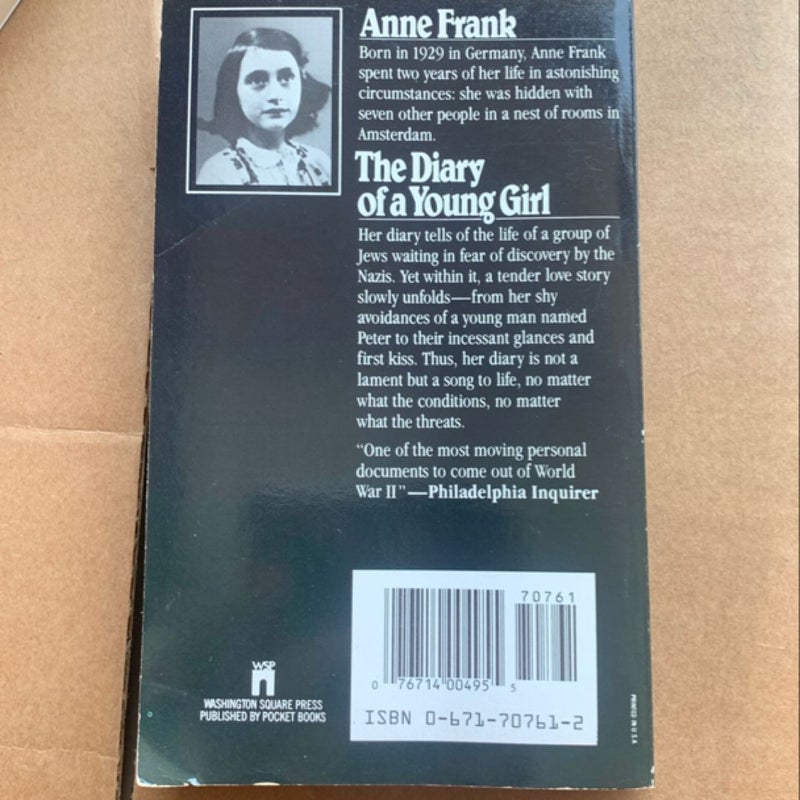 Anne Frank
Born in 1929 in Germany, Anne Frank
spent two years of her life in astonishing
circumstances: she was hidden with
seven other people in a nest of rooms in
Amsterdam.
The Diary
of a Young Girl
Her diary tells of the life of a group of
Jews waiting in fear of discovery by the
Nazis. Yet within it, a tender love story
slowly unfolds—from her shy
avoidances of a young man named
Peter to their incessant glances and
first kiss. Thus, her diary is not a
lament but a song to life, no matter
what the conditions, no matter
what the threats.
“One of the most moving personal
documents to come out of World
War II”—Philadelphia Inquirer
70761
0 76714 00495 5
ISBN 0-671-70761-2
WSP
WASHINGTON SQUARE PRESS
PUBLISHED BY POCKET BOOKS
PRINTED IN U.S.A.